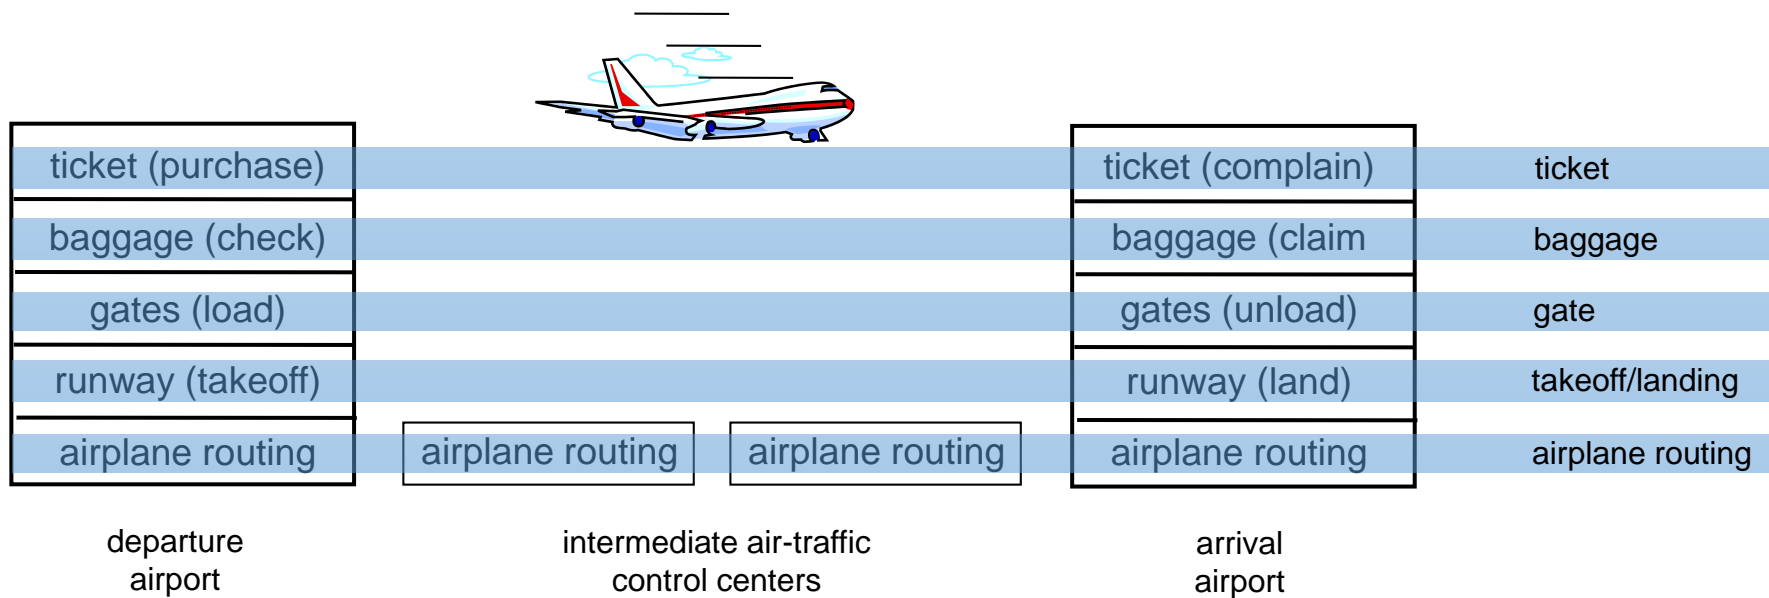 ticket (purchase)
ticket (complain)
ticket
baggage (check)
baggage (claim
baggage
gates (load)
gates (unload)
gate
runway (takeoff)
runway (land)
takeoff/landing
airplane routing
airplane routing
airplane routing
airplane routing
airplane routing
departure
airport
intermediate air-traffic
control centers
arrival
airport